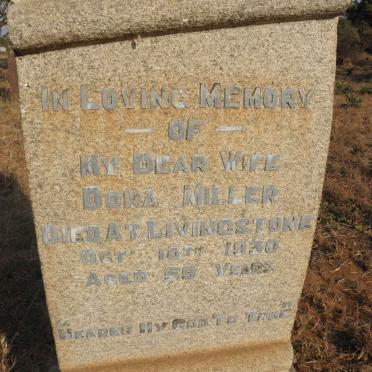 IN LOVING MEMORY
— OF —
MY DEAR WIFE
DORA MILLER
DIED AT LIVINGSTONE
OCT 10TH 1930
AGED 59 YEARS
"NEARER MY GOD TO THEE"